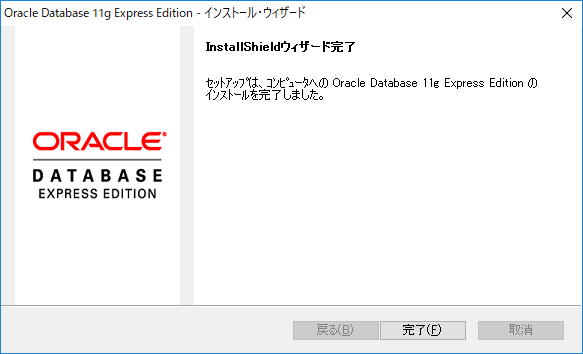 Oracle Database 11g Express Edition - インストール・ウィザード
InstallShieldウィザード完了
セットアップは、コンピュータへの Oracle Database 11g Express Edition の
インストールを完了しました。
ORACLE®
DATABASE
EXPRESS EDITION
戻る(B)
完了(F)
取消